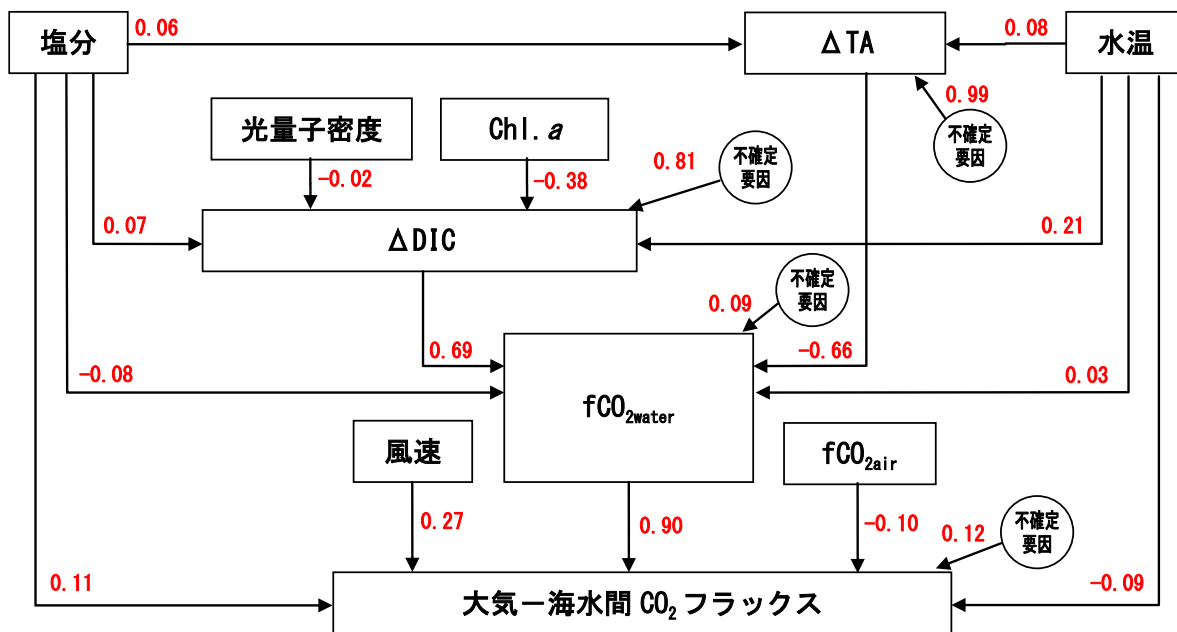 塩分
0.06
ΔTA
0.08
水温
0.99
不確定
要因
光量子密度
Chl.a
-0.02
-0.38
0.81
不確定
要因
0.07
ΔDIC
0.21
不確定
要因
0.09
0.69
-0.66
-0.08
0.03
fCO₂water
風速
fCO₂air
0.27
0.90
-0.10
0.12
不確定
要因
0.11
-0.09
大気－海水間 CO₂ フラックス